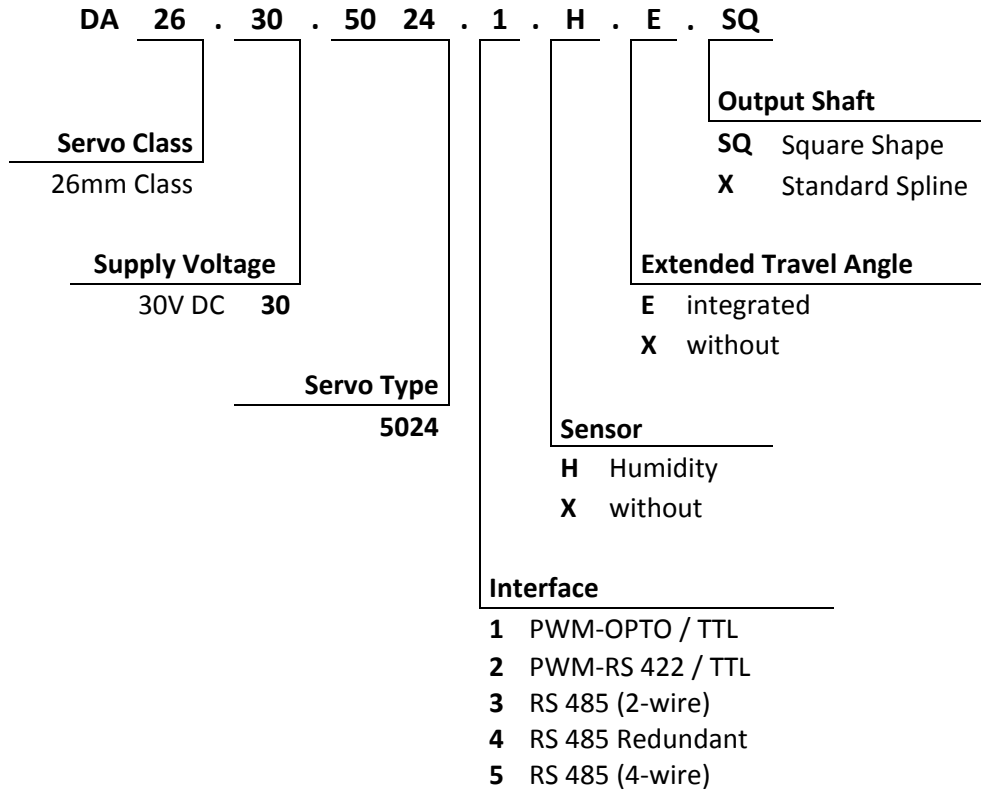 DA 26 . 30 . 50 24 . 1 . H . E . SQ
Output Shaft
SQ Square Shape
X Standard Spline
Servo Class
26mm Class
Supply Voltage
30V DC 30
Extended Travel Angle
E integrated
X without
Servo Type
5024
Sensor
H Humidity
X without
Interface
1 PWM-OPTO / TTL
2 PWM-RS 422 / TTL
3 RS 485 (2-wire)
4 RS 485 Redundant
5 RS 485 (4-wire)